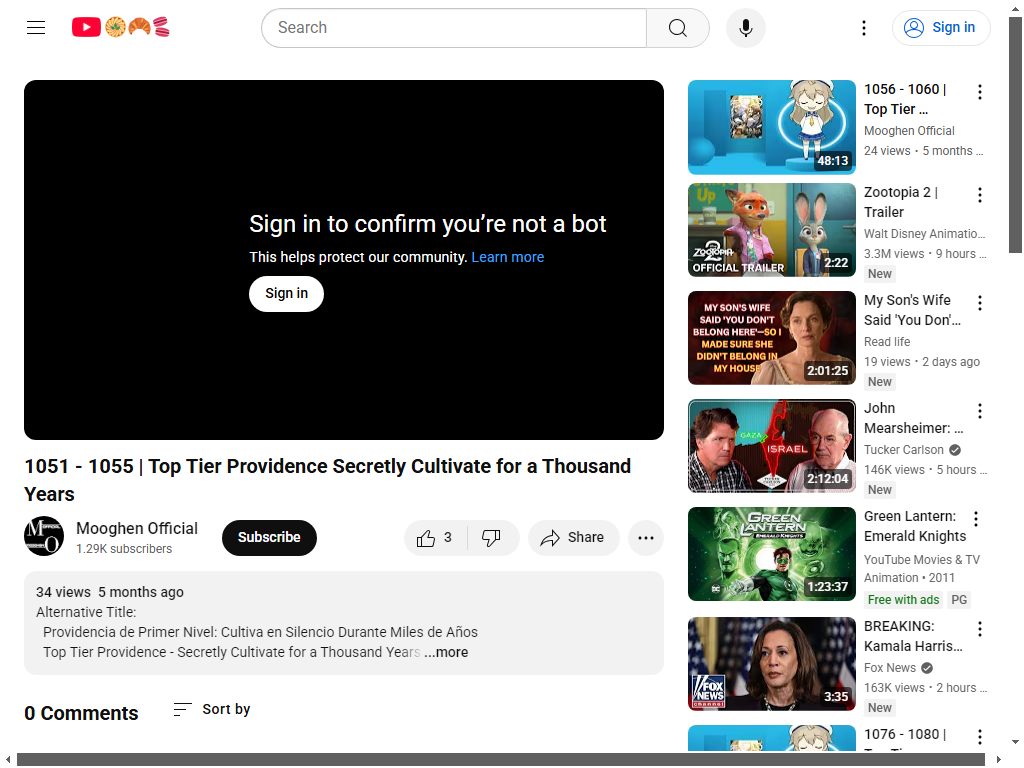 Search
Sign in
Sign in to confirm you’re not a bot
This helps protect our community. Learn more
Sign in
1051 - 1055 | Top Tier Providence Secretly Cultivate for a Thousand
Years
Mooghen Official
1.29K subscribers
Subscribe
3
Share
34 views 5 months ago
Alternative Title:
Providencia de Primer Nivel: Cultiva en Silencio Durante Miles de Años
Top Tier Providence - Secretly Cultivate for a Thousand Years ...more
0 Comments
Sort by
48:13
1056 - 1060 |
Top Tier ...
Mooghen Official
24 views • 5 months ...
Up
ZOOTOPIA
2
OFFICIAL TRAILER
2:22
Zootopia 2 |
Trailer
Walt Disney Animatio...
3.3M views • 9 hours ...
New
MY SON'S WIFE
SAID 'YOU DON'T
BELONG HERE'—SO I
MADE SURE SHE
DIDN'T BELONG IN
MY HOUSE
2:01:25
My Son's Wife
Said 'You Don'...
Read life
19 views • 2 days ago
New
GAZA
ISRAEL
2:12:04
John
Mearsheimer: ...
Tucker Carlson
146K views • 5 hours ...
New
GREEN
LANTERN
EMERALD KNIGHTS
DC
1:23:37
Green Lantern:
Emerald Knights
YouTube Movies & TV
Animation • 2011
Free with ads
PG
FOX
NEWS
channel
3:35
BREAKING:
Kamala Harris...
Fox News
163K views • 2 hours ...
New
1076 - 1080 |